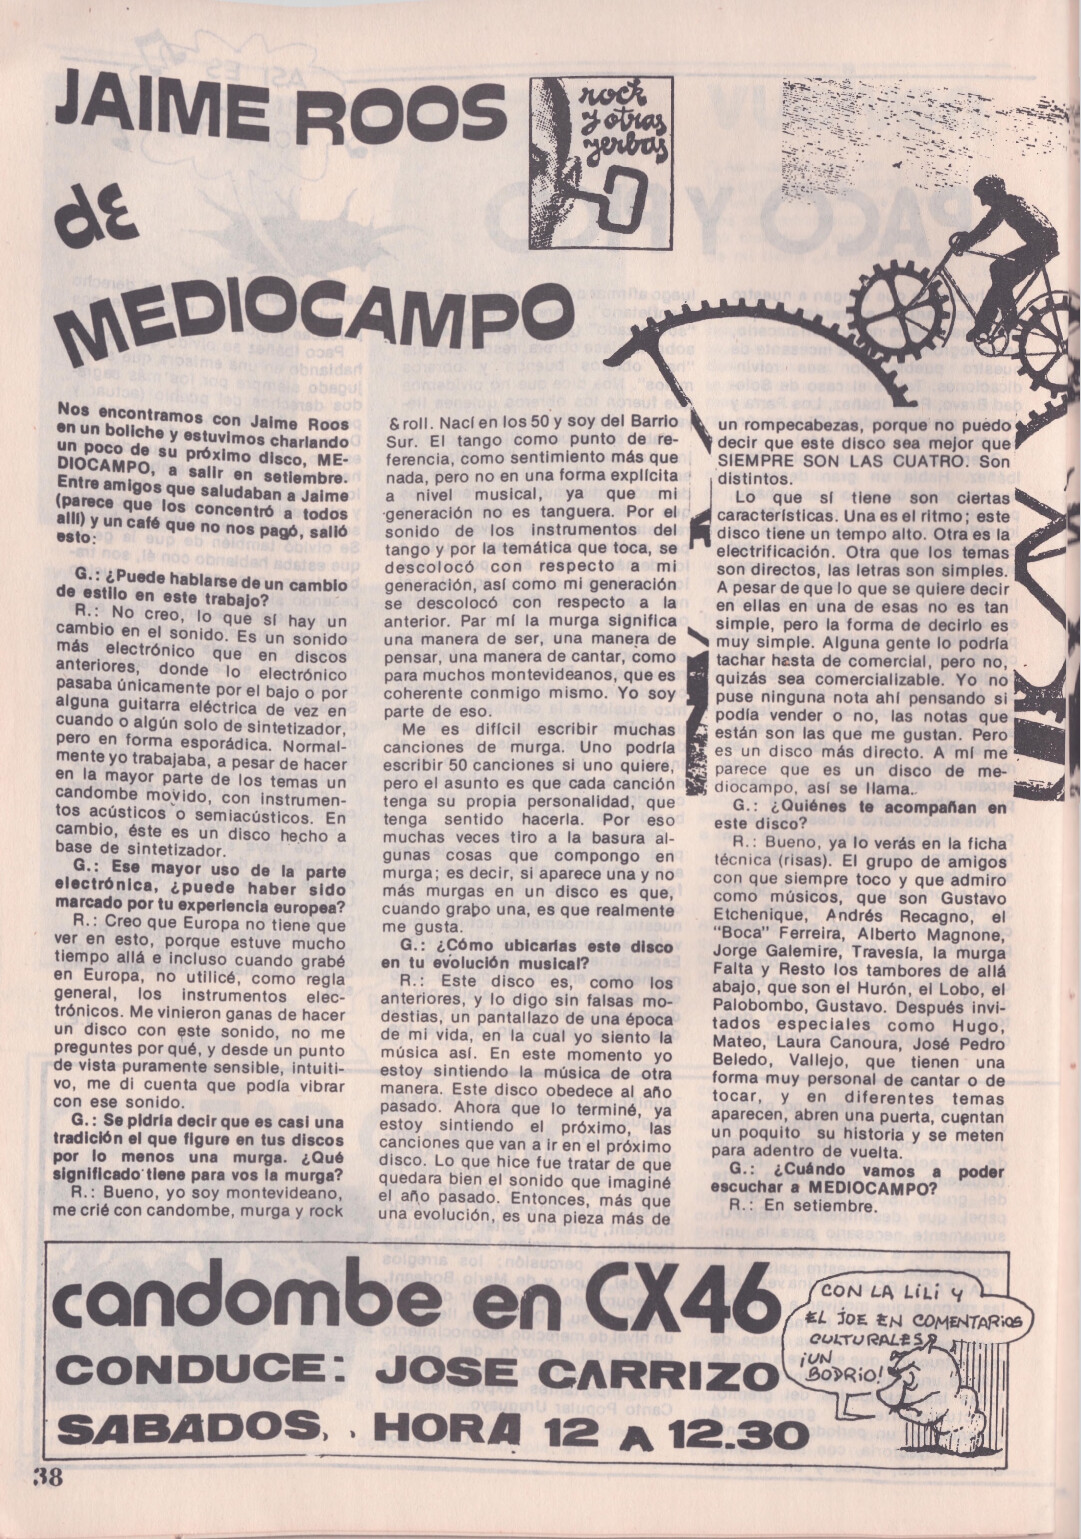 JAIME ROOS
de
MEDIOCAMPO
rock
y otras
yerbas
Nos encontramos con Jaime Roos
en un boliche y estuvimos charlando
un poco de su próximo disco, ME-
DIOCAMPO, a salir en setiembre.
Entre amigos que saludaban a Jaime
(parece que los concentró a todos
allí) y un café que no nos pagó, salió
esto:
G.: ¿Puede hablarse de un cambio
de estilo en este trabajo?
R.: No creo, lo que sí hay un
cambio en el sonido. Es un sonido
más electrónico que en discos
anteriores, donde lo electrónico
pasaba únicamente por el bajo o por
alguna guitarra eléctrica de vez en
cuando o algún solo de sintetizador,
pero en forma esporádica. Normal-
mente yo trabajaba, a pesar de hacer
en la mayor parte de los temas un
candombe movido, con instrumen-
tos acústicos o semiacústicos. En
cambio, éste es un disco hecho a
base de sintetizador.
G.: Ese mayor uso de la parte
electrónica, ¿puede haber sido
marcado por tu experiencia europea?
R.: Creo que Europa no tiene que
ver en esto, porque estuve mucho
tiempo allá e incluso cuando grabé
en Europa, no utilicé, como regla
general, los instrumentos elec-
trónicos. Me vinieron ganas de hacer
un disco con este sonido, no me
preguntes por qué, y desde un punto
de vista puramente sensible, intuiti-
vo, me di cuenta que podía vibrar
con ese sonido.
G.: Se pidría decir que es casi una
tradición el que figure en tus discos
por lo menos una murga. ¿Qué
significado tiene para vos la murga?
R.: Bueno, yo soy montevideano,
me crié con candombe, murga y rock
& roll. Nací en los 50 y soy del Barrio
Sur. El tango como punto de re-
ferencia, como sentimiento más que
nada, pero no en una forma explícita
a nivel musical, ya que mi
generación no es tanguera. Por el
sonido de los instrumentos del
tango y por la temática que toca, se
descolocó con respecto a mi
generación, así como mi generación
se descolocó con respecto a la
anterior. Par mí la murga significa
una manera de ser, una manera de
pensar, una manera de cantar, como
para muchos montevideanos, que es
coherente conmigo mismo. Yo soy
parte de eso.
Me es difícil escribir muchas
canciones de murga. Uno podría
escribir 50 canciones si uno quiere,
pero el asunto es que cada canción
tenga su propia personalidad, que
tenga sentido hacerla. Por eso
muchas veces tiro a la basura al-
gunas cosas que compongo en
murga; es decir, si aparece una y no
más murgas en un disco es que,
cuando grabo una, es que realmente
me gusta.
G.: ¿Cómo ubicarías este disco
en tu evolución musical?
R.: Este disco es, como los
anteriores, y lo digo sin falsas mo-
destias, un pantallazo de una época
de mi vida, en la cual yo siento la
música así. En este momento yo
estoy sintiendo la música de otra
manera. Este disco obedece al año
pasado. Ahora que lo terminé, ya
estoy sintiendo el próximo, las
canciones que van a ir en el próximo
disco. Lo que hice fue tratar de que
quedara bien el sonido que imaginé
el año pasado. Entonces, más que
una evolución, es una pieza más de
un rompecabezas, porque no puedo
decir que este disco sea mejor que
SIEMPRE SON LAS CUATRO. Son
distintos.
Lo que sí tiene son ciertas
características. Una es el ritmo; este
disco tiene un tempo alto. Otra es la
electrificación. Otra que los temas
son directos, las letras son simples.
A pesar de que lo que se quiere decir
en ellas en una de esas no es tan
simple, pero la forma de decirlo es
muy simple. Alguna gente lo podría
tachar hasta de comercial, pero no,
quizás sea comercializable. Yo no
puse ninguna nota ahí pensando si
podía vender o no, las notas que
están son las que me gustan. Pero
es un disco más directo. A mí me
parece que es un disco de me-
diocampo, así se llama.
G.: ¿Quiénes te acompañan en
este disco?
R.: Bueno, ya lo verás en la ficha
técnica (risas). El grupo de amigos
con que siempre toco y que admiro
como músicos, que son Gustavo
Etchenique, Andrés Recagno, el
"Boca" Ferreira, Alberto Magnone,
Jorge Galemire, Travesía, la murga
Falta y Resto los tambores de allá
abajo, que son el Hurón, el Lobo, el
Palobombo, Gustavo. Después invi-
tados especiales como Hugo,
Mateo, Laura Canoura, José Pedro
Beledo, Vallejo, que tienen una
forma muy personal de cantar o de
tocar, y en diferentes temas
aparecen, abren una puerta, cuentan
un poquito su historia y se meten
para adentro de vuelta.
G.: ¿Cuándo vamos a poder
escuchar a MEDIOCAMPO?
R.: En setiembre.
candombe en CX46
CONDUCE: JOSE CARRIZO
SABADOS, HORA 12 A 12.30
CON LA LILI Y
EL JOE EN COMENTARIOS
CULTURALES?
¡UN
BODRIO!
38